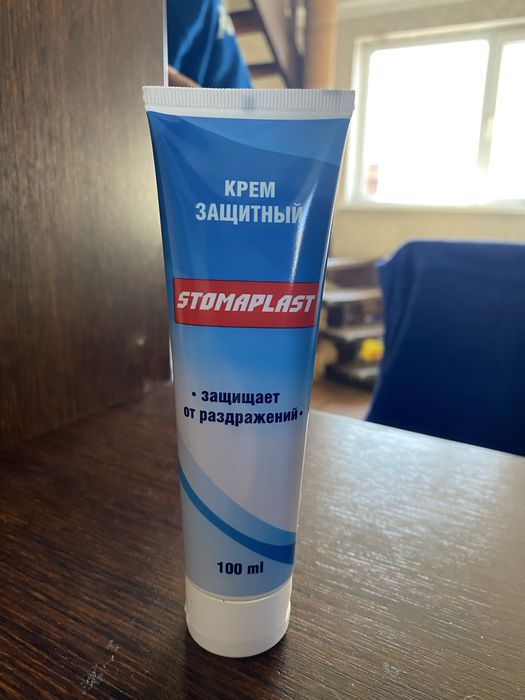 КРЕМ
ЗАЩИТНЫЙ
STOMAPLAST
• защищает
от раздражений •
100 ml